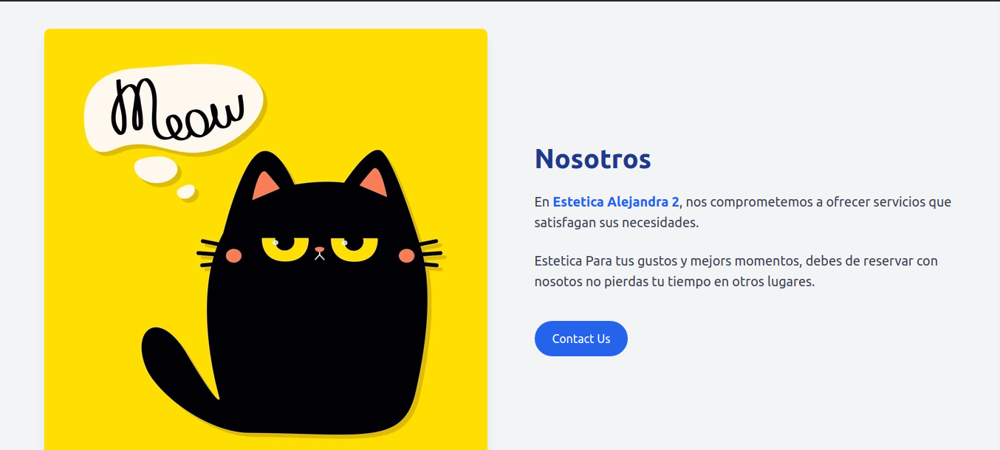 Meow
Nosotros
En Estetica Alejandra 2, nos comprometemos a ofrecer servicios que
satisfagan sus necesidades.
Estetica Para tus gustos y mejors momentos, debes de reservar con
nosotos no pierdas tu tiempo en otros lugares.
Contact Us